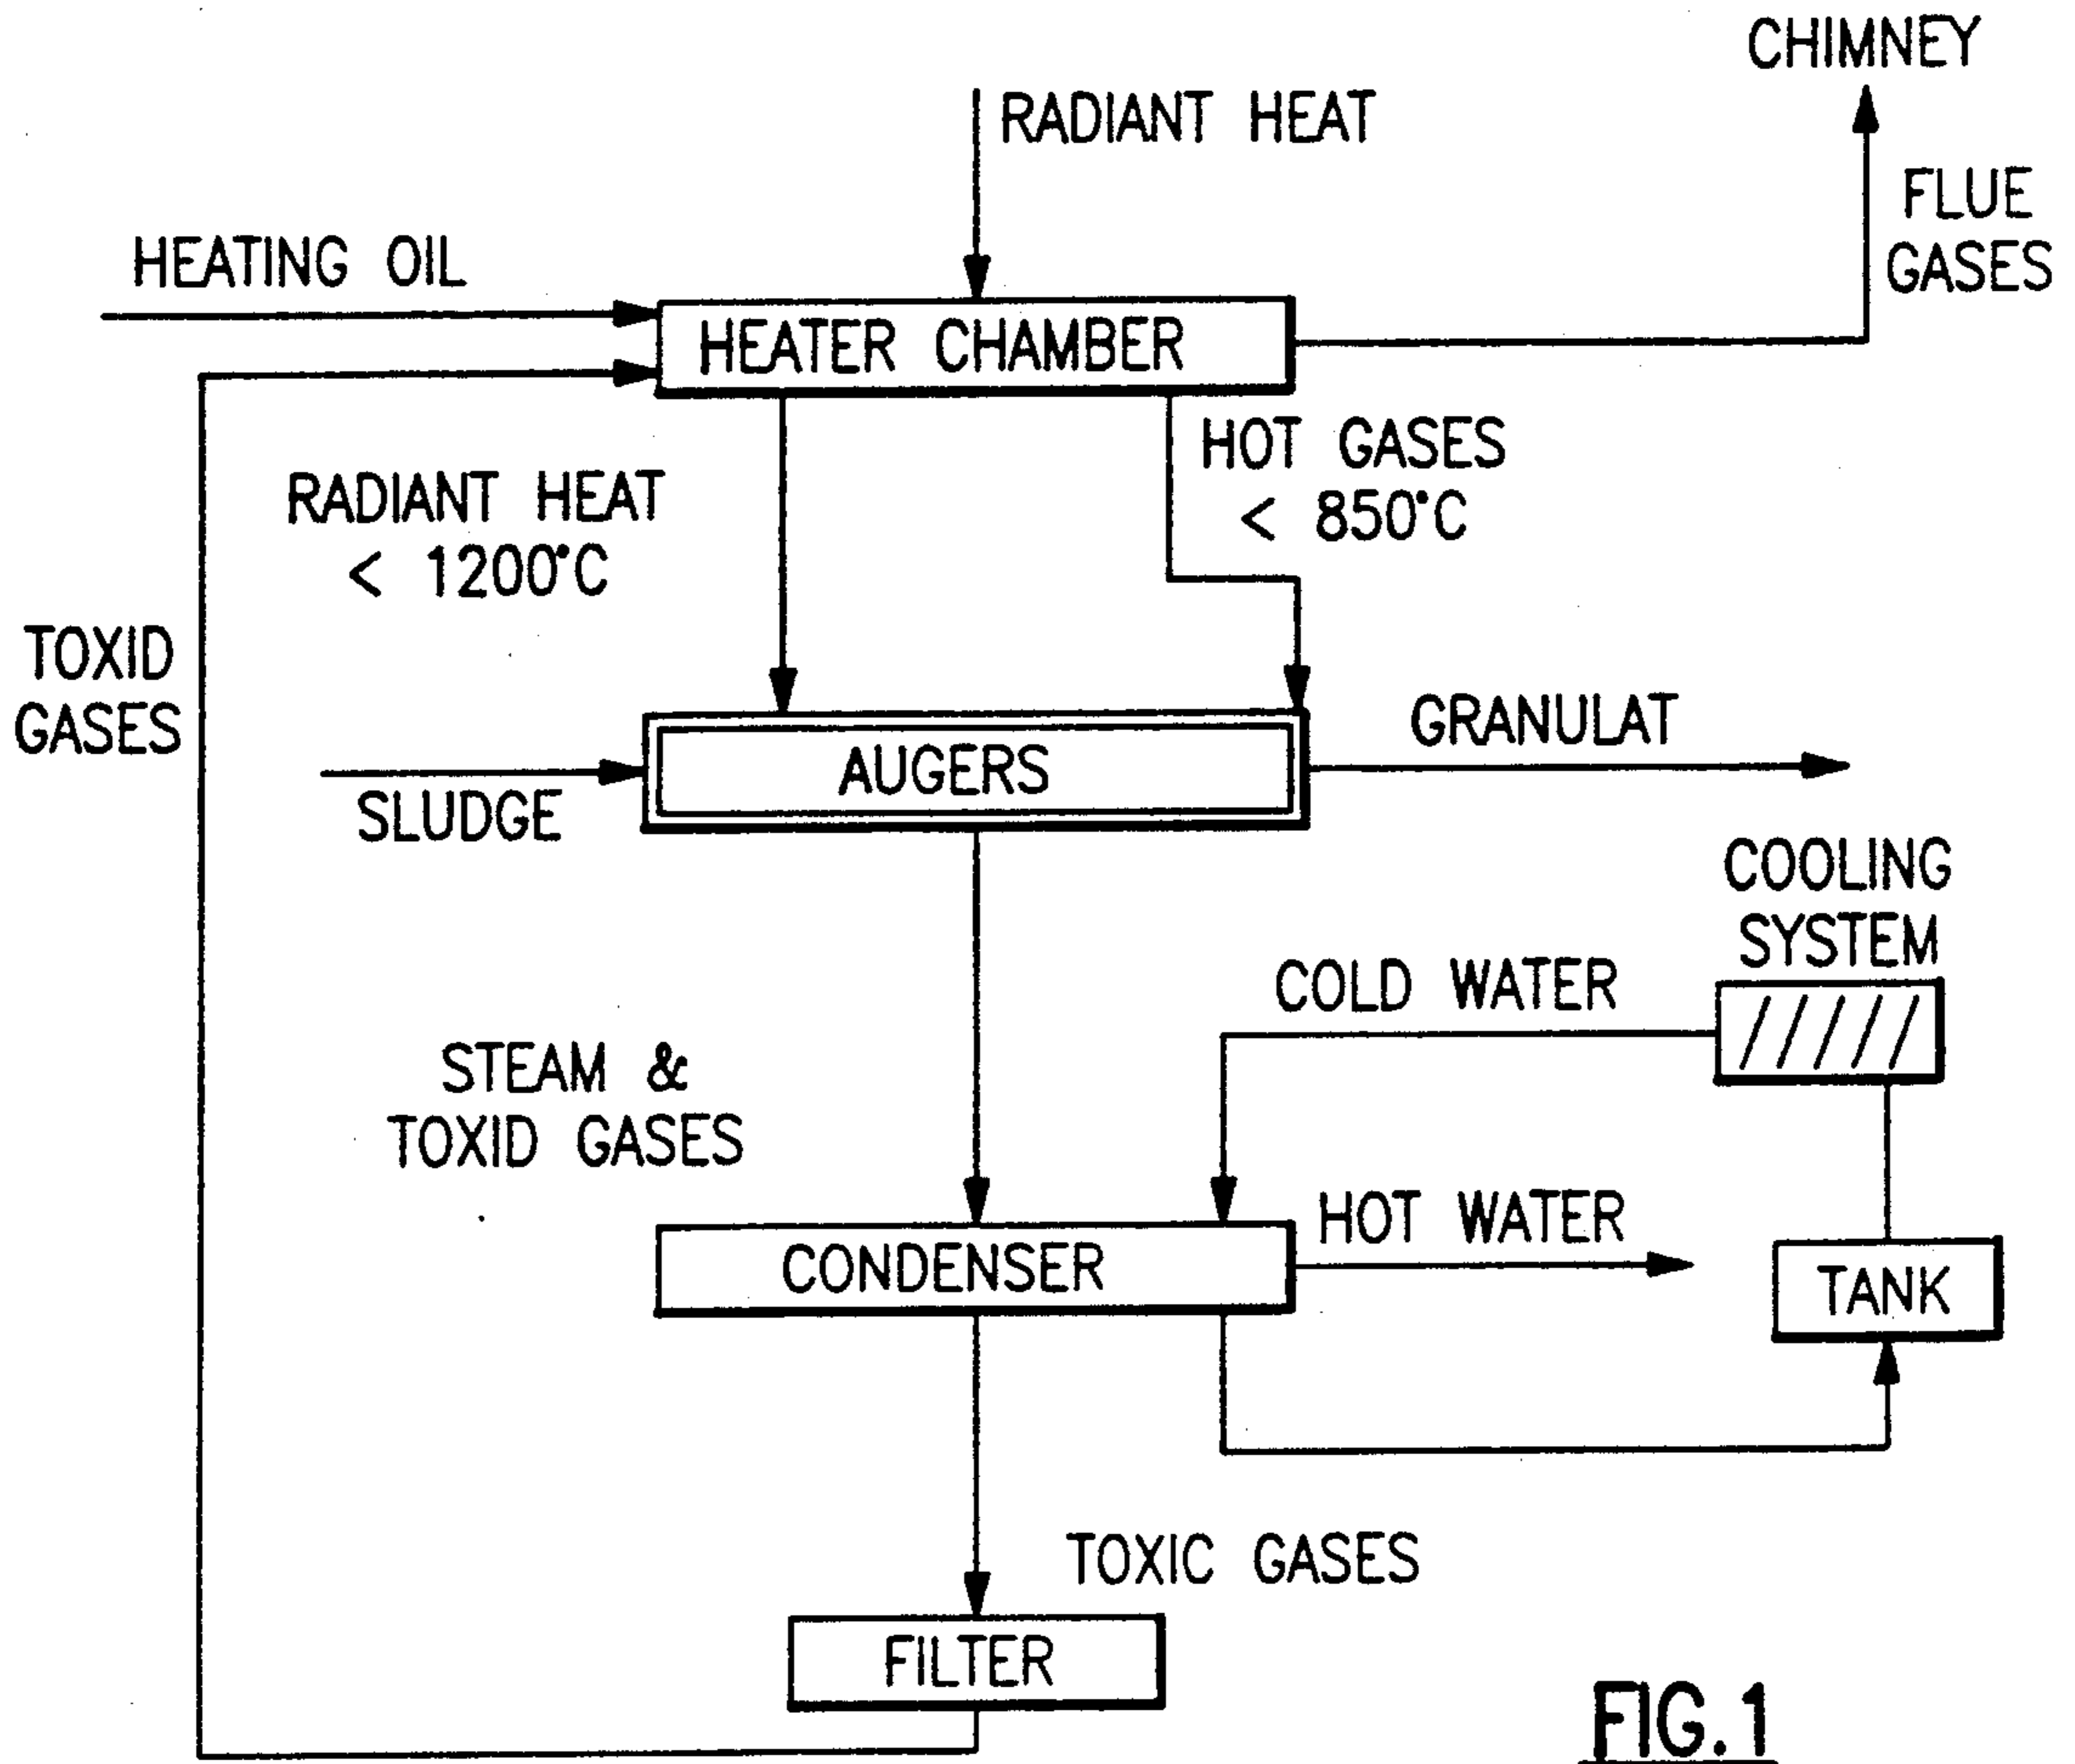 CHIMNEY
RADIANT HEAT
FLUE
GASES
HEATING OIL
HEATER CHAMBER
HOT GASES
< 850°C
RADIANT HEAT
< 1200°C
TOXID
GASES
GRANULAT
AUGERS
SLUDGE
COOLING
SYSTEM
COLD WATER
STEAM &
TOXID GASES
HOT WATER
CONDENSER
TANK
TOXIC GASES
FILTER
FIG.1